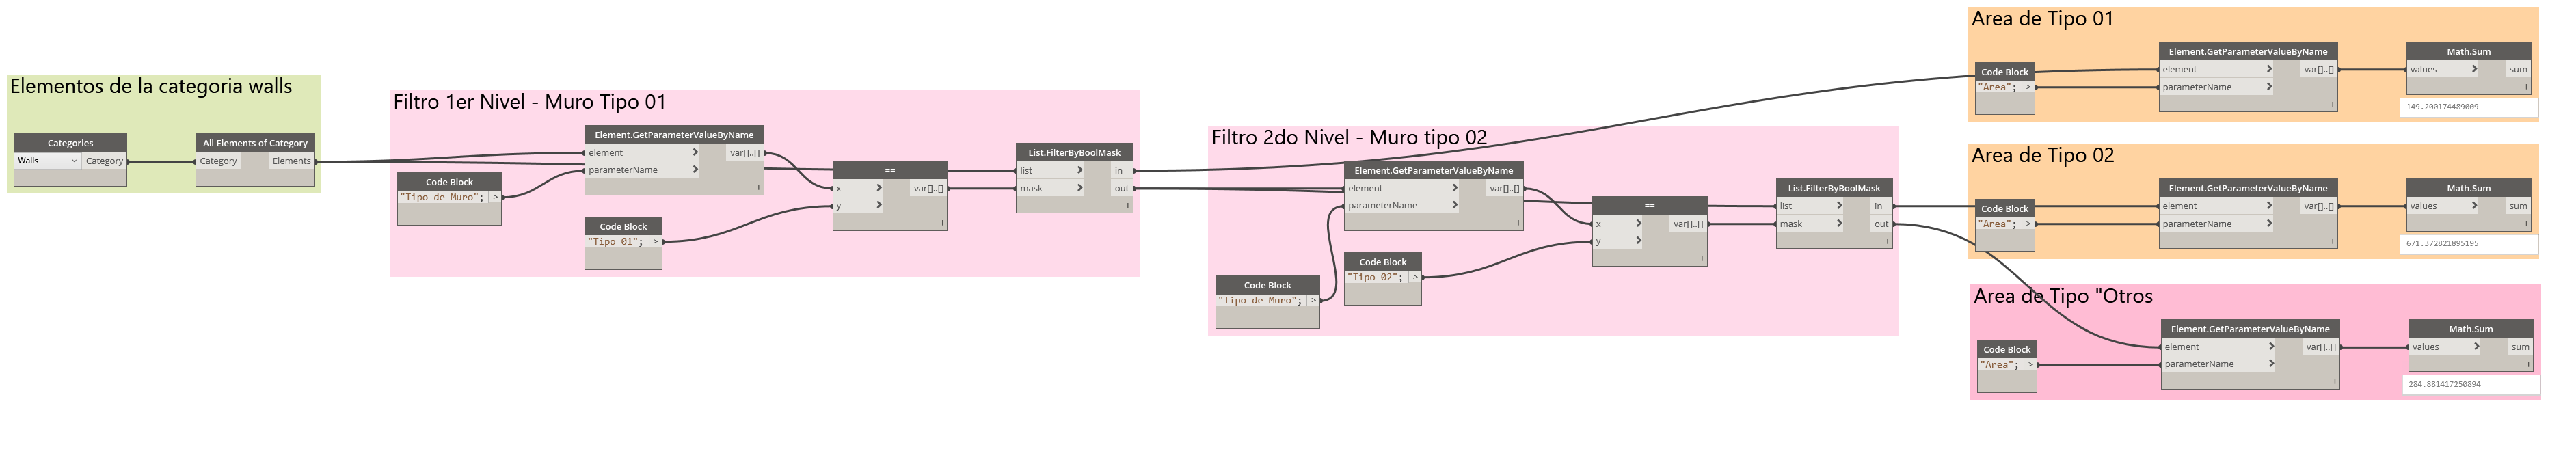 Elementos de la categoria walls
Categories
Walls Category
All Elements of Category
Category Elements
Filtro 1er Nivel - Muro Tipo 01
Code Block
"Tipo de Muro"; >
Element.GetParameterValueByName
element var[]..[]
parameterName
Code Block
"Tipo 01"; >
==
x var[]..[]
y
List.FilterByBoolMask
list in
mask out
Filtro 2do Nivel - Muro tipo 02
Code Block
"Tipo de Muro"; >
Element.GetParameterValueByName
element var[]..[]
parameterName
Code Block
"Tipo 02"; >
==
x var[]..[]
y
List.FilterByBoolMask
list in
mask out
Area de Tipo 01
Code Block
"Area"; >
Element.GetParameterValueByName
element var[]..[]
parameterName
Math.Sum
values sum
149.200174489009
Area de Tipo 02
Code Block
"Area"; >
Element.GetParameterValueByName
element var[]..[]
parameterName
Math.Sum
values sum
671.372821895195
Area de Tipo "Otros
Code Block
"Area"; >
Element.GetParameterValueByName
element var[]..[]
parameterName
Math.Sum
values sum
284.881417250894